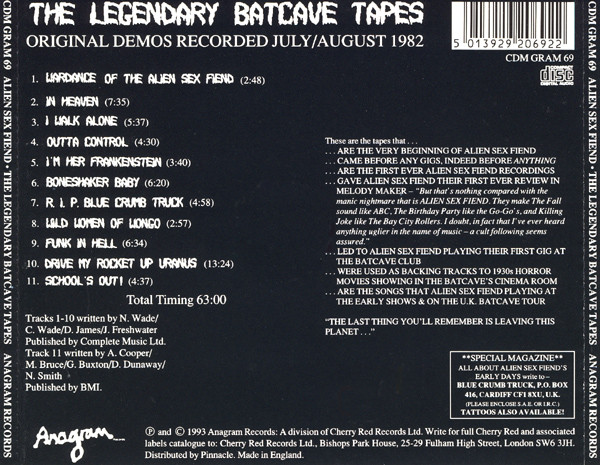 THE LEGENDARY BATCAVE TAPES
ORIGINAL DEMOS RECORDED JULY/AUGUST 1982
5 013929 206922
CDM GRAM 69
COMPACT
disc
DIGITAL AUDIO
1. WARDANCE OF THE ALIEN SEX FIEND (2:48)
2. IN HEAVEN (7:35)
3. I WALK ALONE (5:37)
4. OUTTA CONTROL (4:30)
5. I'M HER FRANKENSTEIN (3:40)
6. BONESHAKER BABY (6:20)
7. R. I. P. BLUE CRUMB TRUCK (4:58)
8. WILD WOMEN OF WONGO (2:57)
9. FUNK IN HELL (6:34)
10. DRIVE MY ROCKET UP URANUS (13:24)
11. SCHOOL'S OUT! (4:37)
Total Timing 63:00
Tracks 1-10 written by N. Wade/
C. Wade/D. James/J. Freshwater
Published by Complete Music Ltd.
Track 11 written by A. Cooper/
M. Bruce/G. Buxton/D. Dunaway/
N. Smith
Published by BMI.
These are the tapes that . . .
. . . ARE THE VERY BEGINNING OF ALIEN SEX FIEND
. . . CAME BEFORE ANY GIGS, INDEED BEFORE ANYTHING
. . . ARE THE FIRST EVER ALIEN SEX FIEND RECORDINGS
. . . GAVE ALIEN SEX FIEND THEIR FIRST EVER REVIEW IN
MELODY MAKER – "But that's nothing compared with the
manic nightmare that is ALIEN SEX FIEND. They make The Fall
sound like ABC, The Birthday Party like the Go-Go's, and Killing
Joke like The Bay City Rollers. I doubt, in fact that I've ever heard
anything uglier in the name of music – a cult following seems
assured."
. . . LED TO ALIEN SEX FIEND PLAYING THEIR FIRST GIG AT
THE BATCAVE CLUB
. . . WERE USED AS BACKING TRACKS TO 1930s HORROR
MOVIES SHOWING IN THE BATCAVE'S CINEMA ROOM
. . . ARE THE SONGS THAT ALIEN SEX FIEND PLAYING AT
THE EARLY SHOWS & ON THE U.K. BATCAVE TOUR
"THE LAST THING YOU'LL REMEMBER IS LEAVING THIS
PLANET . . ."
**SPECIAL MAGAZINE**
ALL ABOUT ALIEN SEX FIEND'S
EARLY DAYS write to –
BLUE CRUMB TRUCK, P.O. BOX
416, CARDIFF CF1 8XU, U.K.
(PLEASE ENCLOSE S.A.E. OR I.R.C.)
TATTOOS ALSO AVAILABLE!
Anagram
℗ and © 1993 Anagram Records: A division of Cherry Red Records Ltd. Write for full Cherry Red and associated
labels catalogue to: Cherry Red Records Ltd., Bishops Park House, 25-29 Fulham High Street, London SW6 3JH.
Distributed by Pinnacle. Made in England.
CDM GRAM 69 ALIEN SEX FIEND • THE LEGENDARY BATCAVE TAPES ANAGRAM RECORDS
CDM GRAM 69 ALIEN SEX FIEND • THE LEGENDARY BATCAVE TAPES ANAGRAM RECORDS